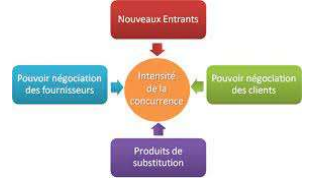 Nouveaux Entrants
Pouvoir négociation
des fournisseurs
Intensité
de la
concurrence
Pouvoir négociation
des clients
Produits de
substitution